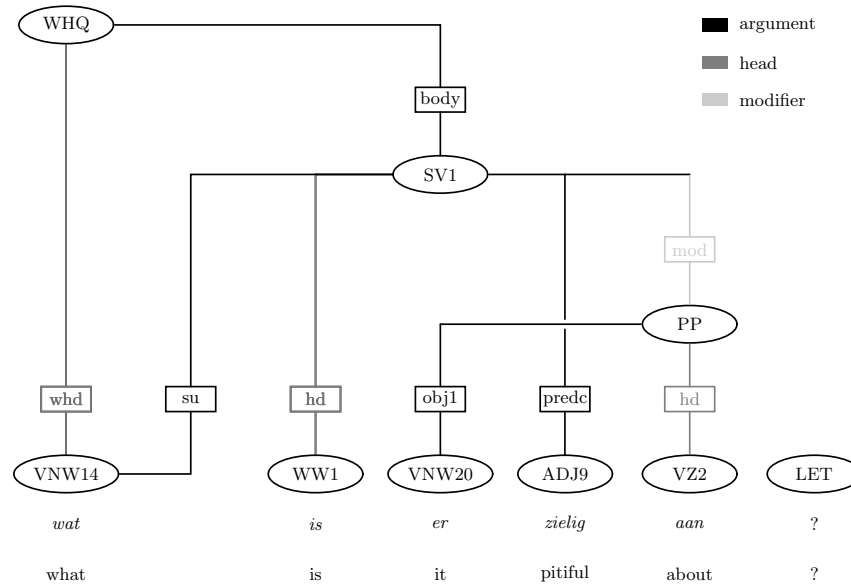 WHQ
argument
head
modifier
body
SV1
mod
PP
whd su hd obj1 predc hd
VNW14 WW1 VNW20 ADJ9 VZ2 LET
wat is er zielig aan ?
what is it pitiful about ?